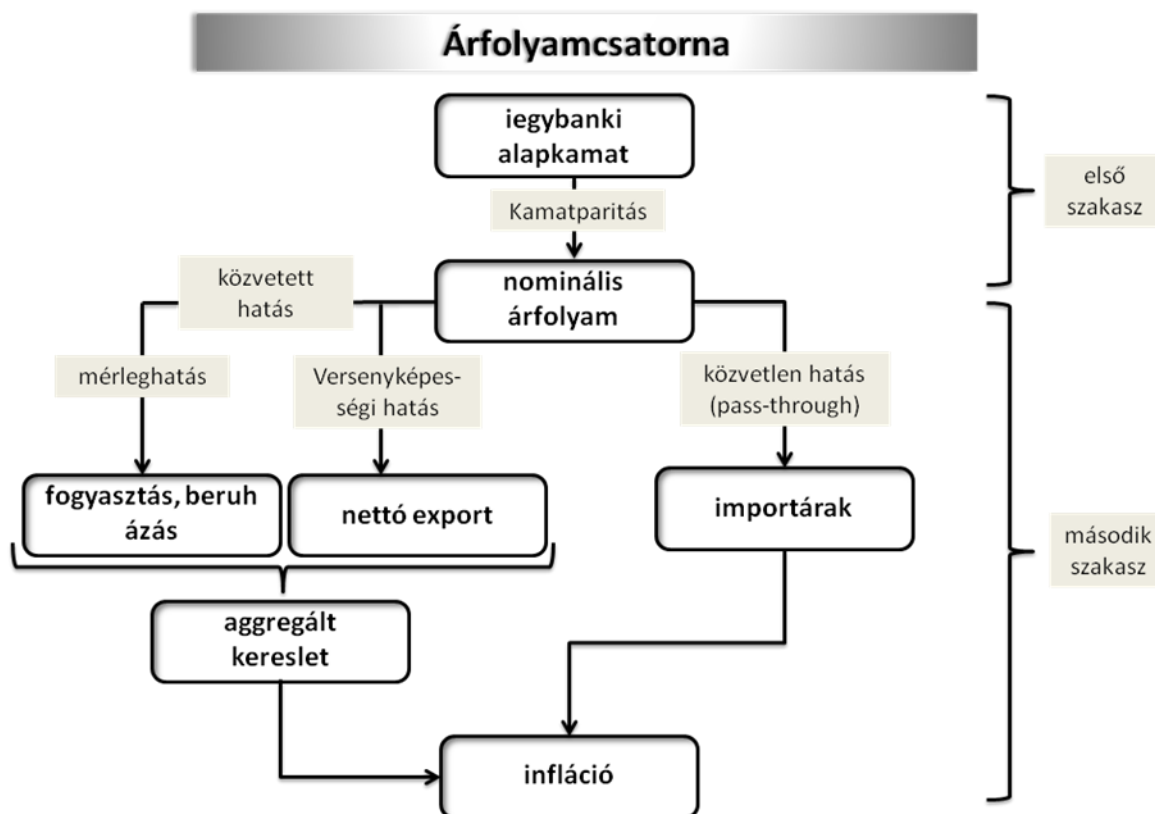 Árfolyamcsatorna
iegybanki
alapkamat
első
szakasz
Kamatparitás
közvetett
hatás
nominális
árfolyam
mérleghatás
Versenyképes-
ségi hatás
közvetlen hatás
(pass-through)
fogyasztás, beruh
ázás
nettó export
importárak
második
szakasz
aggregált
kereslet
infláció